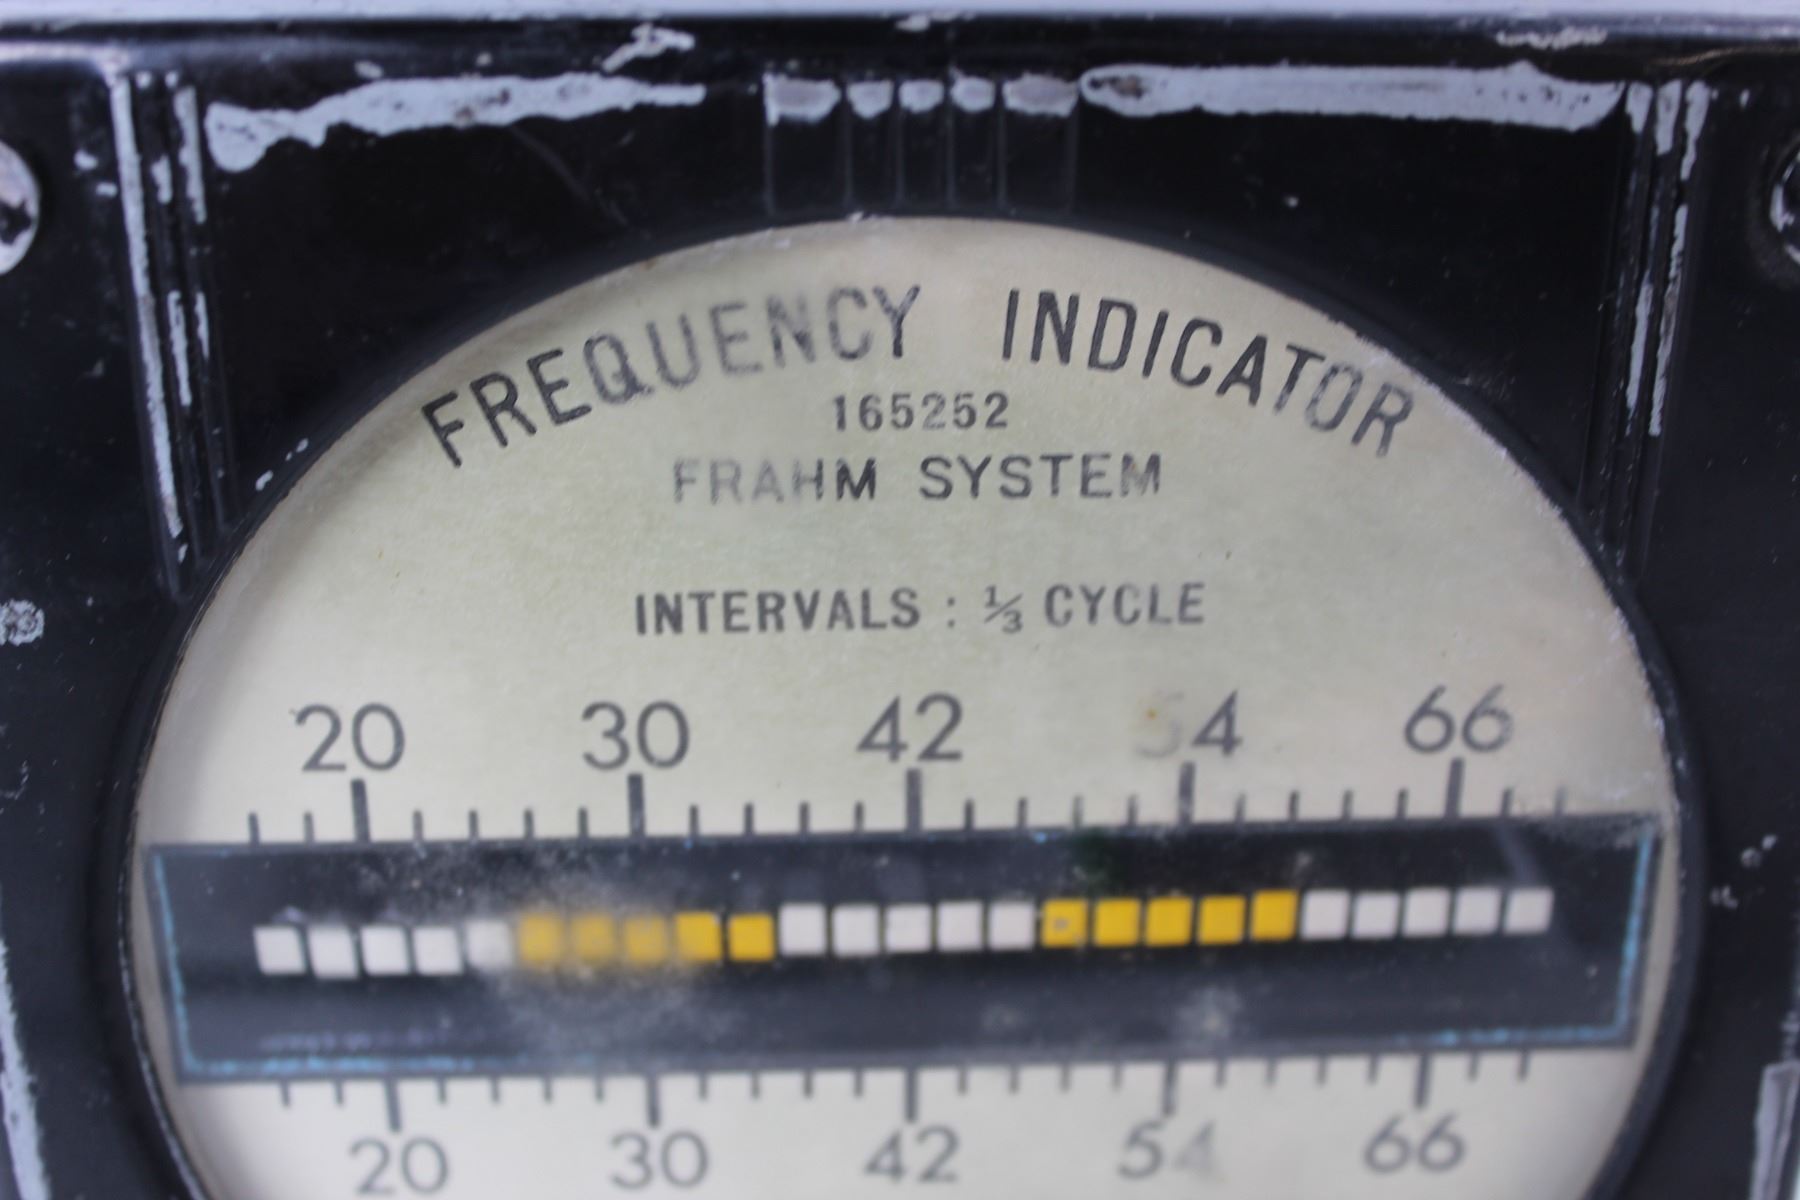 FREQUENCY INDICATOR
165252
FRAHM SYSTEM
INTERVALS : ⅓ CYCLE
20 30 42 54 66
20 30 42 54 66